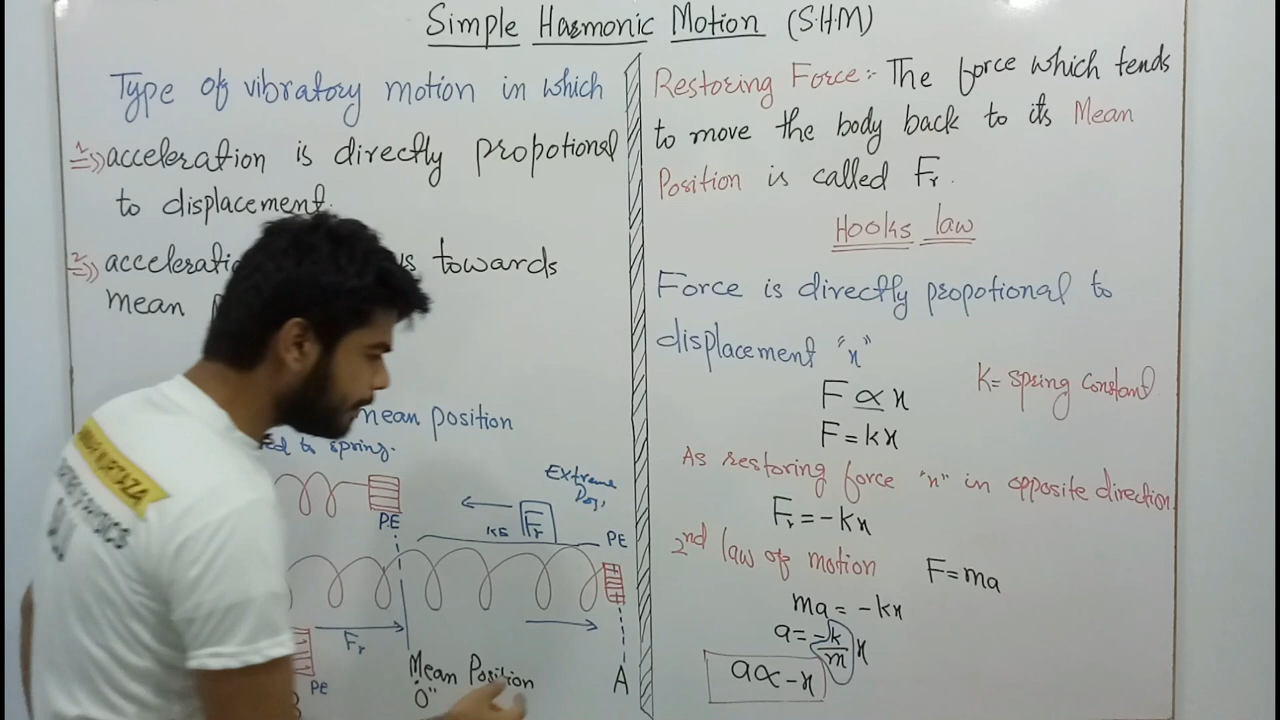 Simple Harmonic Motion (S.H.M)
Type of vibratory motion in which
1 => acceleration is directly propotional
to displacement.
2 => towards
mean
mean position
to spring.
PE
Extreme
KE
Fr
PE
Fr
PE
Mean Position
"O"
A
Restoring Force:- The force which tends
to move the body back to its Mean
Position is called Fr.
Hooks law
Force is directly propotional to
displacement "x"
F ∝ x
K= spring constant
F = kx
As restoring force "x" in opposite direction
Fr = -kx
2nd law of motion
F = ma
ma = -kx
a = -k/m x
a ∝ -x